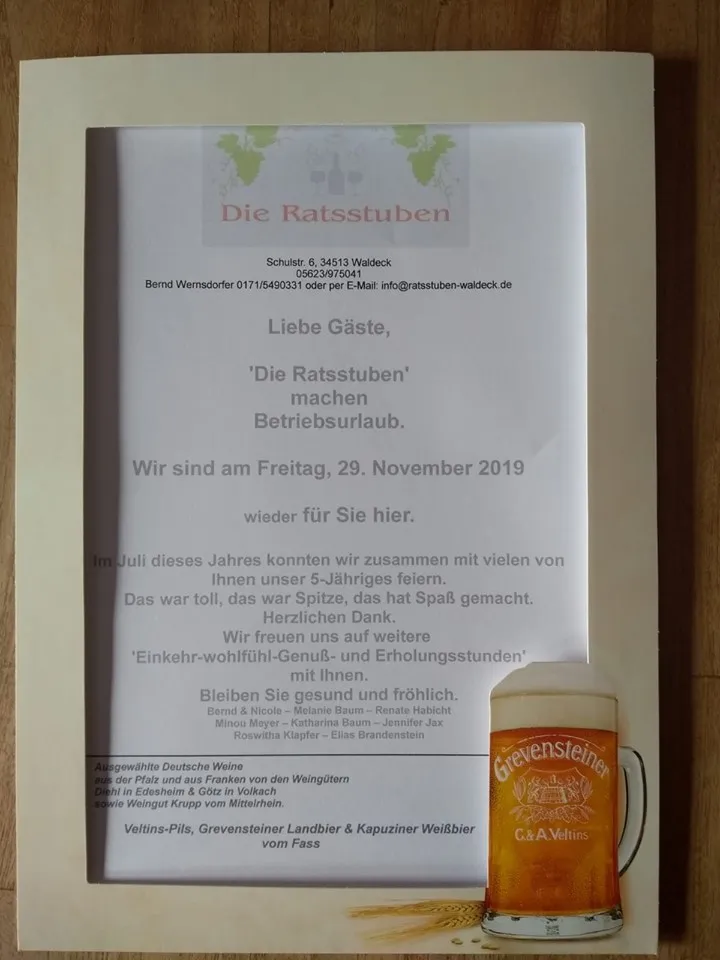 Die Ratsstuben
Schulstr. 6, 34513 Waldeck
05623/975041
Bernd Wernsdorfer 0171/5490331 oder per E-Mail: info@ratsstuben-waldeck.de
Liebe Gäste,
'Die Ratsstuben'
machen
Betriebsurlaub.
Wir sind am Freitag, 29. November 2019
wieder für Sie hier.
Im Juli dieses Jahres konnten wir zusammen mit vielen von
Ihnen unser 5-Jähriges feiern.
Das war toll, das war Spitze, das hat Spaß gemacht.
Herzlichen Dank.
Wir freuen uns auf weitere
'Einkehr-wohlfühl-Genuß- und Erholungsstunden'
mit Ihnen.
Bleiben Sie gesund und fröhlich.
Bernd & Nicole – Melanie Baum – Renate Habicht
Minou Meyer – Katharina Baum – Jennifer Jax
Roswitha Klapfer – Elias Brandenstein
Ausgewählte Deutsche Weine
aus der Pfalz und aus Franken von den Weingütern
Diehl in Edesheim & Götz in Volkach
sowie Weingut Krupp vom Mittelrhein.
Veltins-Pils, Grevensteiner Landbier & Kapuziner Weißbier
vom Fass
Grevensteiner
C. & A. Veltins